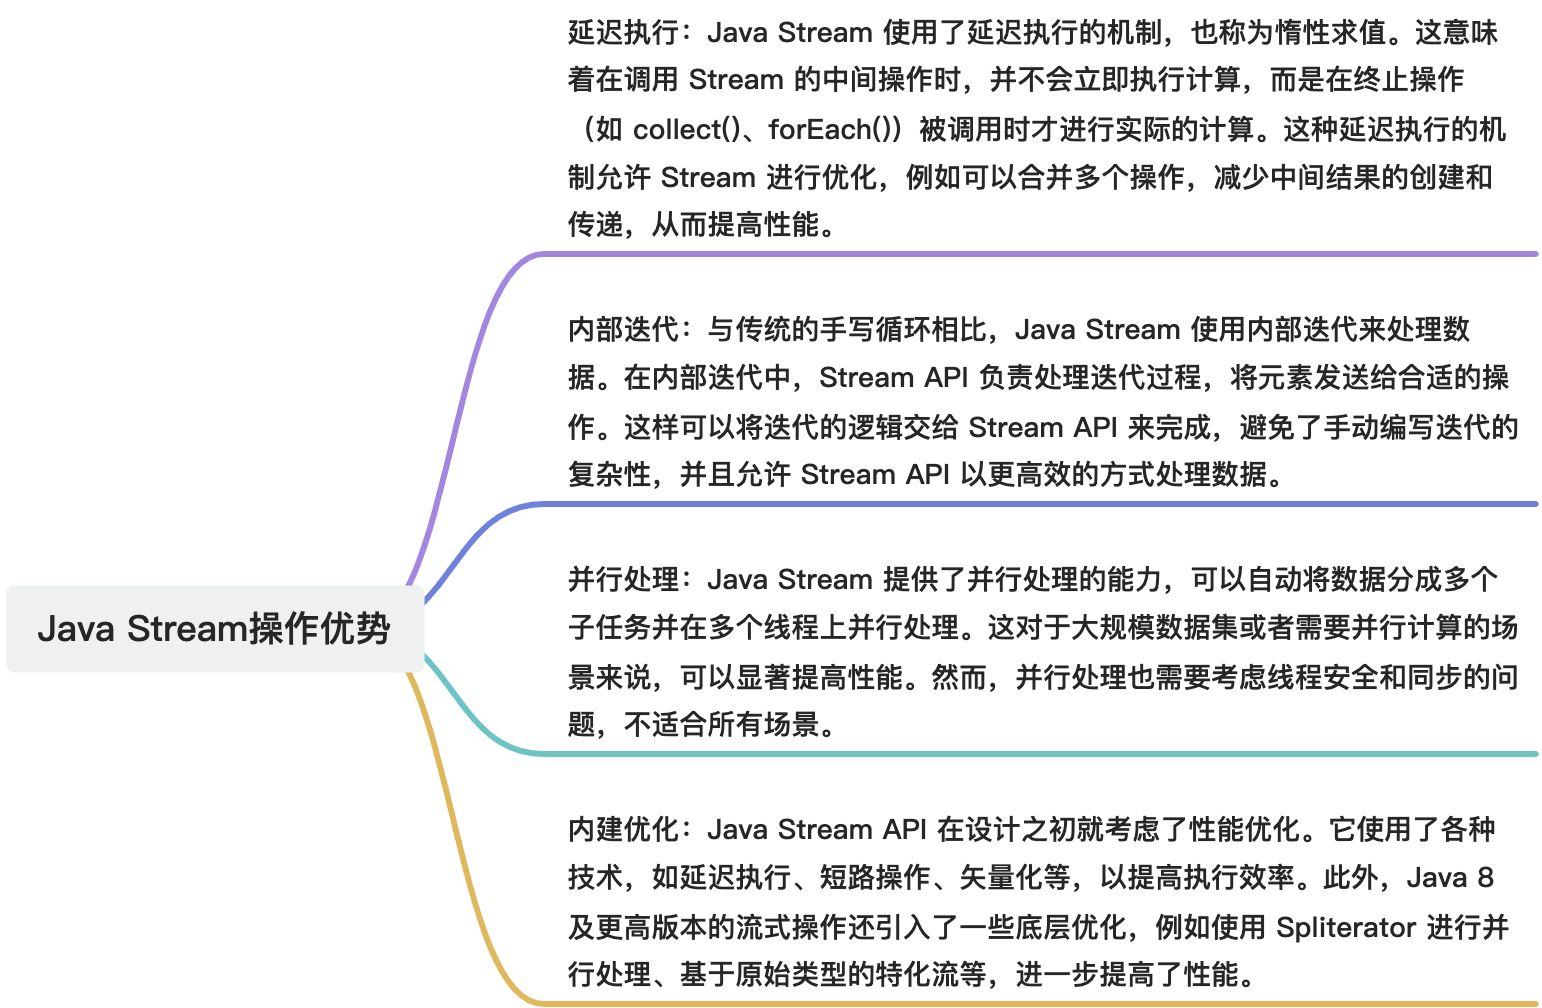 延迟执行：Java Stream 使用了延迟执行的机制，也称为惰性求值。这意味
着在调用 Stream 的中间操作时，并不会立即执行计算，而是在终止操作
（如 collect()、forEach()）被调用时才进行实际的计算。这种延迟执行的机
制允许 Stream 进行优化，例如可以合并多个操作，减少中间结果的创建和
传递，从而提高性能。
内部迭代：与传统的手写循环相比，Java Stream 使用内部迭代来处理数
据。在内部迭代中，Stream API 负责处理迭代过程，将元素发送给合适的操
作。这样可以将迭代的逻辑交给 Stream API 来完成，避免了手动编写迭代的
复杂性，并且允许 Stream API 以更高效的方式处理数据。
Java Stream操作优势
并行处理：Java Stream 提供了并行处理的能力，可以自动将数据分成多个
子任务并在多个线程上并行处理。这对于大规模数据集或者需要并行计算的场
景来说，可以显著提高性能。然而，并行处理也需要考虑线程安全和同步的问
题，不适合所有场景。
内建优化：Java Stream API 在设计之初就考虑了性能优化。它使用了各种
技术，如延迟执行、短路操作、矢量化等，以提高执行效率。此外，Java 8
及更高版本的流式操作还引入了一些底层优化，例如使用 Spliterator 进行并
行处理、基于原始类型的特化流等，进一步提高了性能。